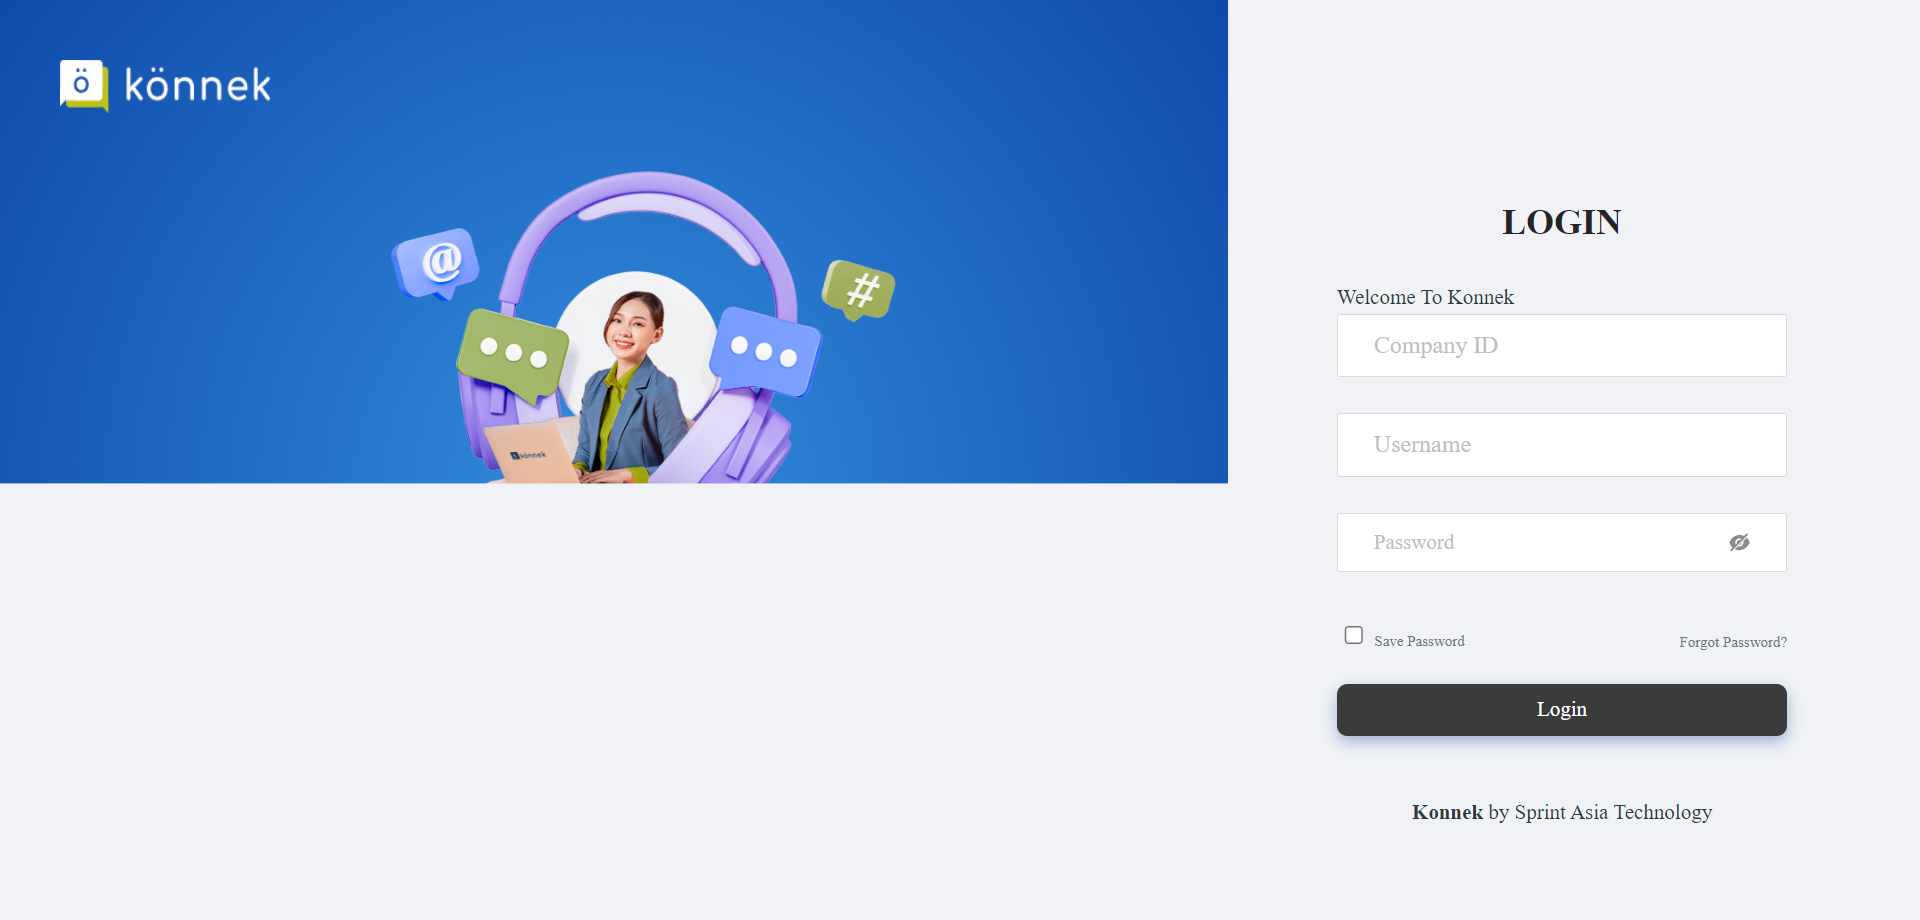 ö könnek
@
#
ö könnek
LOGIN
Welcome To Konnek
Company ID
Username
Password
Save Password
Forgot Password?
Login
Konnek by Sprint Asia Technology